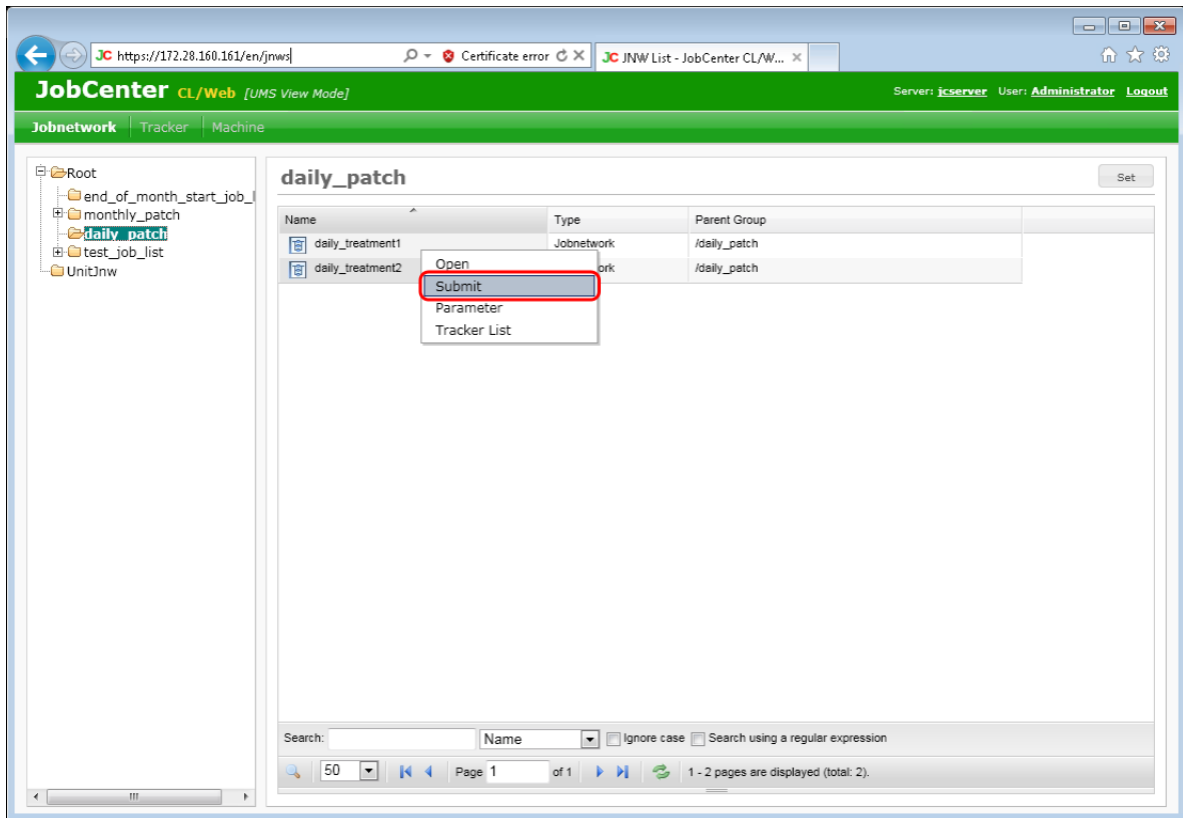 JC https://172.28.160.161/en/jnws Certificate error JC JNW List - JobCenter CL/W...
JobCenter CL/Web [UMS View Mode] Server: jcserver User: Administrator Logout
Jobnetwork Tracker Machine
Root
end_of_month_start_job_l
monthly_patch
daily_patch
test_job_list
UnitJnw
daily_patch Set
Name Type Parent Group
daily_treatment1 Jobnetwork /daily_patch
daily_treatment2 ork /daily_patch
Open
Submit
Parameter
Tracker List
Search: Name Ignore case Search using a regular expression
50 Page 1 of 1 1 - 2 pages are displayed (total: 2).